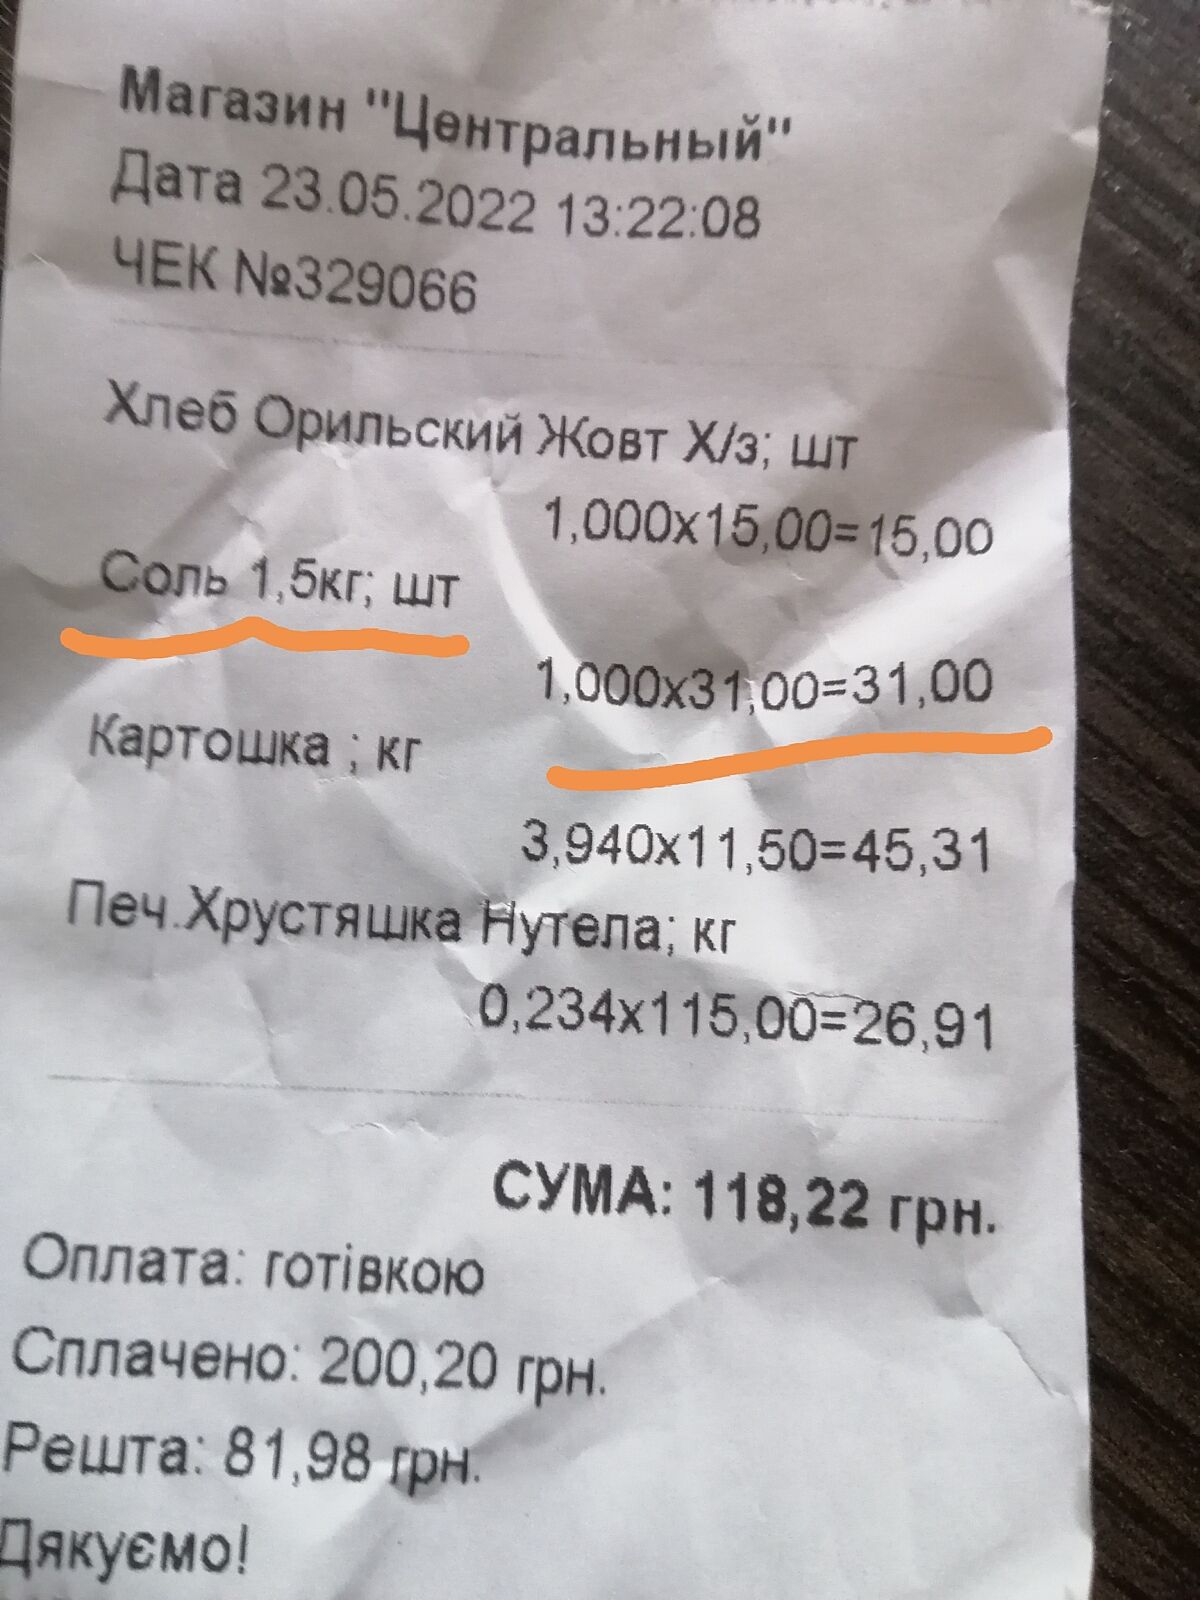 Магазин "Центральный"
Дата 23.05.2022 13:22:08
ЧЕК №329066
Хлеб Орильский Жовт Х/з; шт
1,000х15,00=15,00
Соль 1,5кг; шт
1,000х31,00=31,00
Картошка ; кг
3,940х11,50=45,31
Печ.Хрустяшка Нутела; кг
0,234х115,00=26,91
СУМА: 118,22 грн.
Оплата: готівкою
Сплачено: 200,20 грн.
Решта: 81,98 грн.
Дякуємо!